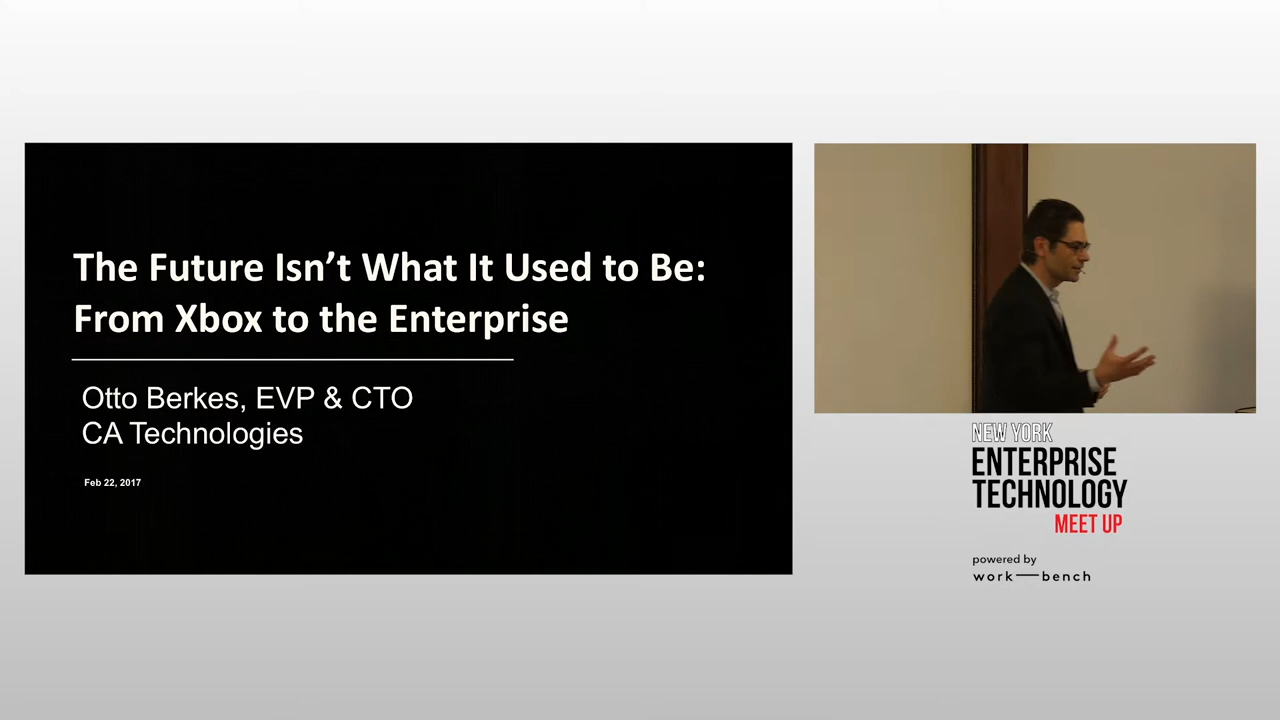 The Future Isn’t What It Used to Be:
From Xbox to the Enterprise
Otto Berkes, EVP & CTO
CA Technologies
Feb 22, 2017
NEW YORK
ENTERPRISE
TECHNOLOGY
MEET UP
powered by
work—bench